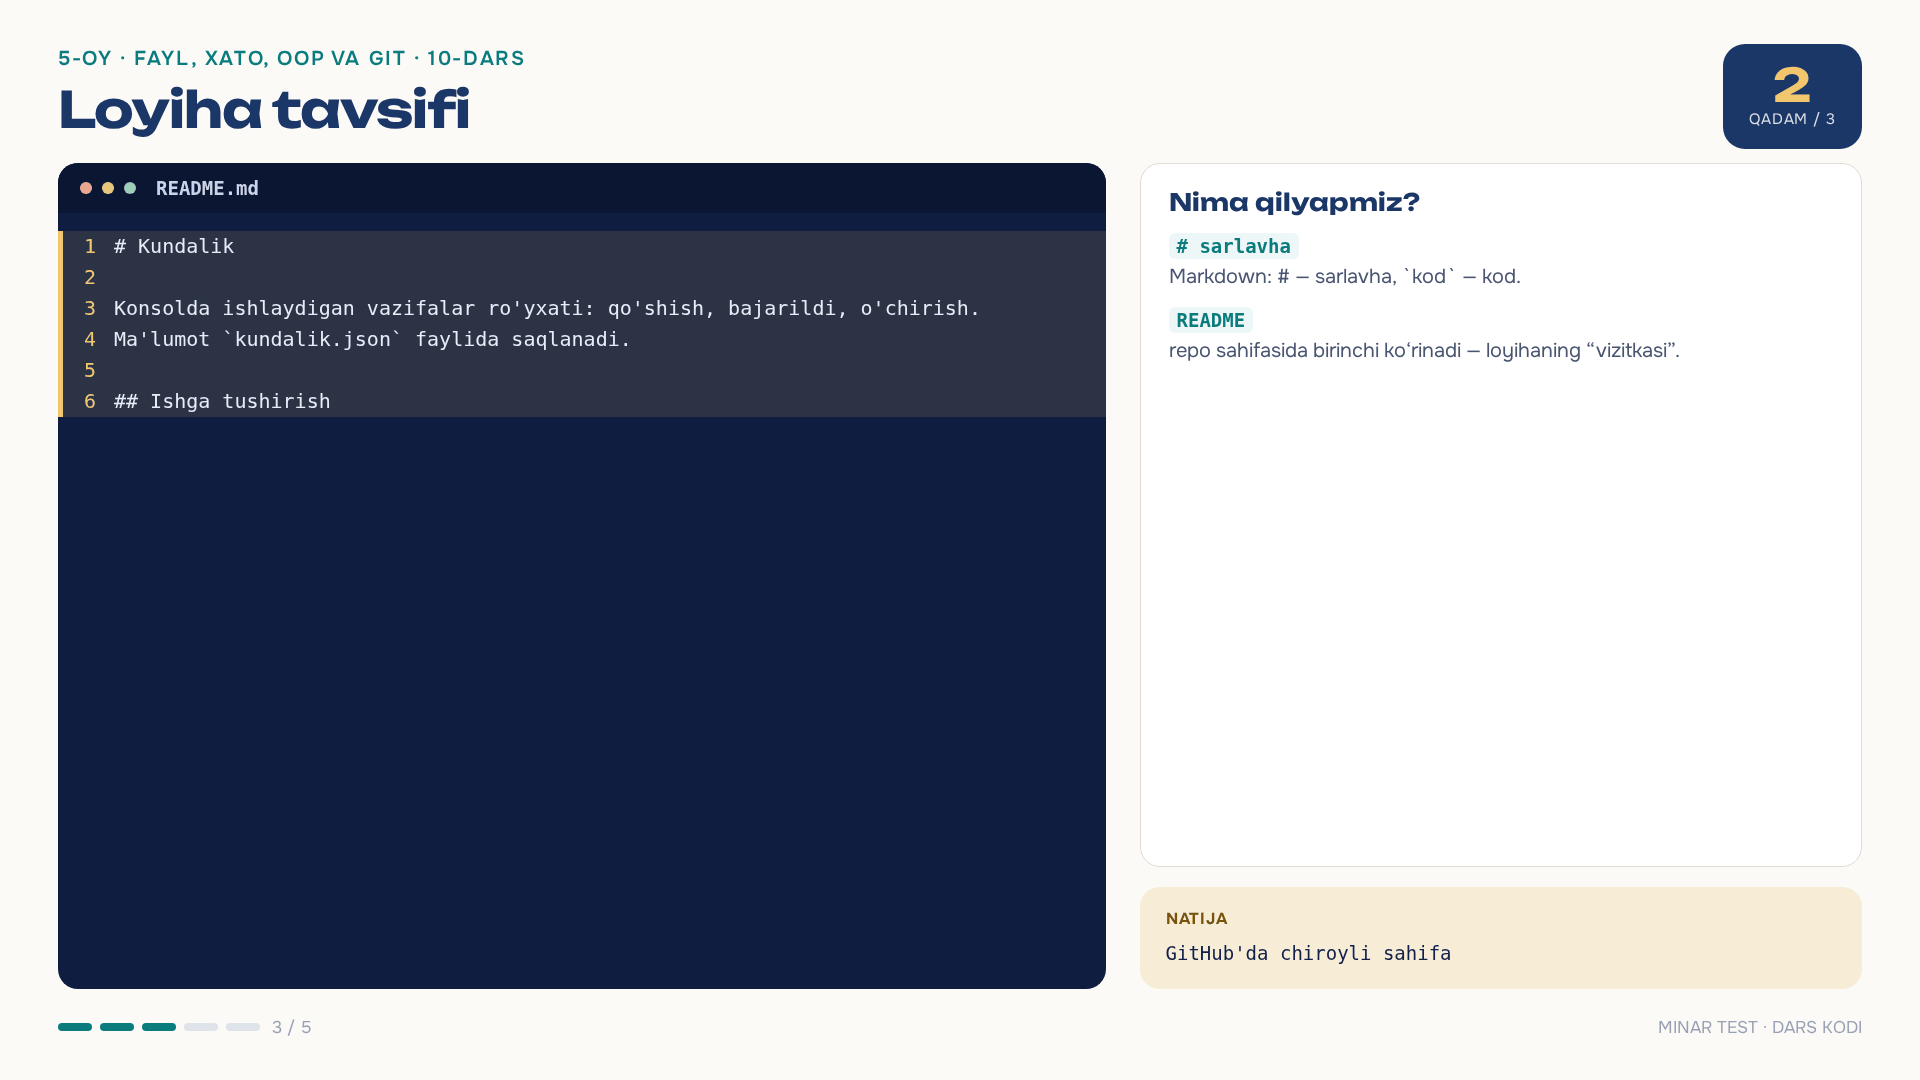 5-OY · FAYL, XATO, OOP VA GIT · 10-DARS
Loyiha tavsifi
2
QADAM / 3
README.md
1 # Kundalik
2
3 Konsolda ishlaydigan vazifalar ro'yxati: qo'shish, bajarildi, o'chirish.
4 Ma'lumot `kundalik.json` faylida saqlanadi.
5
6 ## Ishga tushirish
Nima qilyapmiz?
# sarlavha
Markdown: # — sarlavha, `kod` — kod.
README
repo sahifasida birinchi ko‘rinadi — loyihaning “vizitkasi”.
NATIJA
GitHub'da chiroyli sahifa
3 / 5
MINAR TEST · DARS KODI